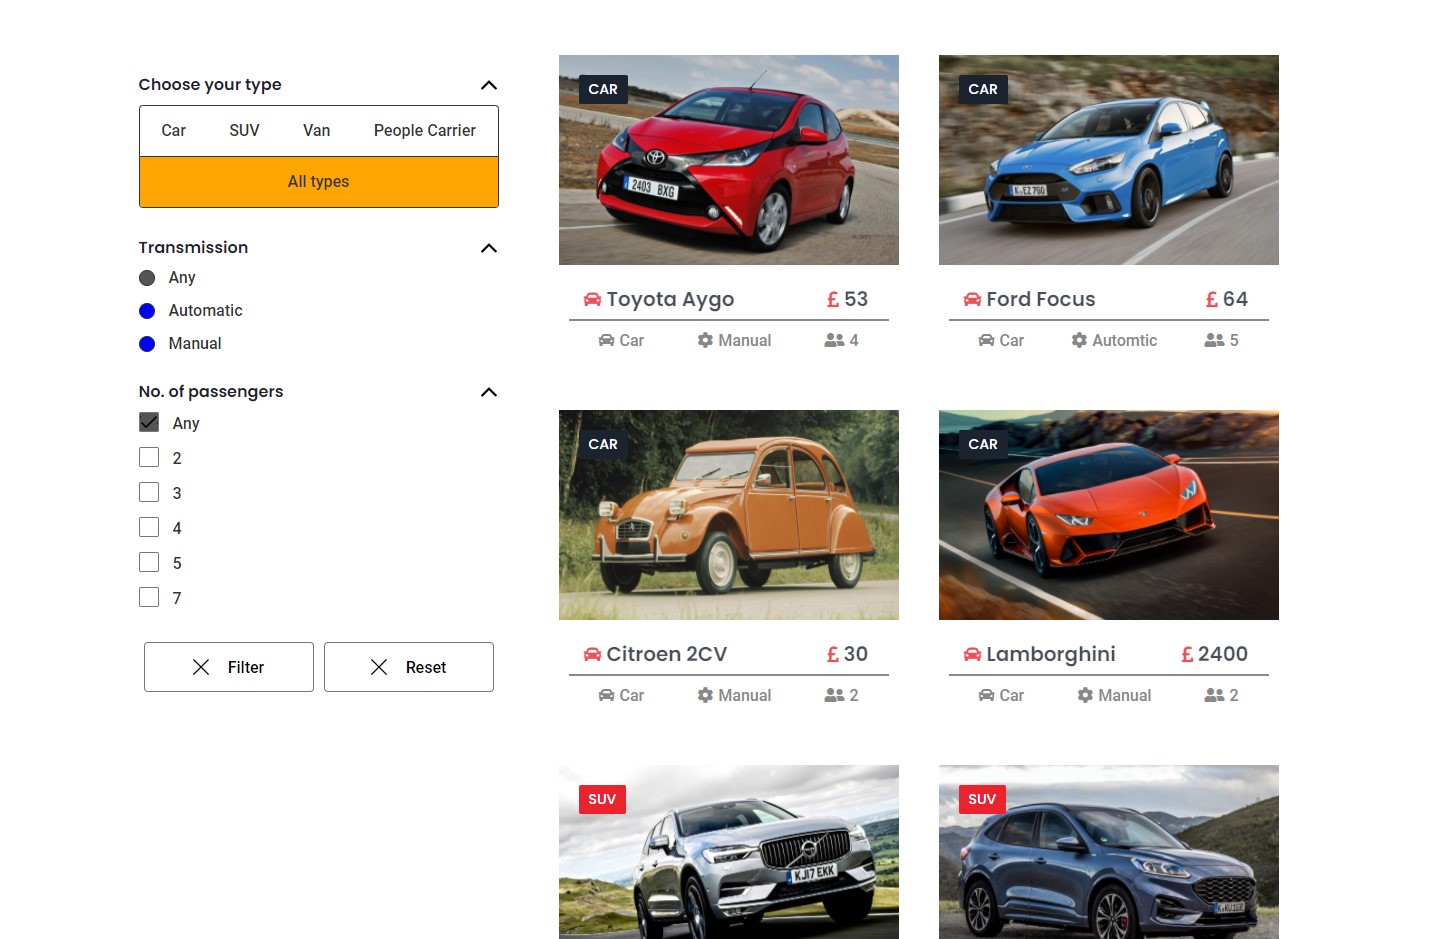 Choose your type
Car SUV Van People Carrier
All types
Transmission
Any
Automatic
Manual
No. of passengers
Any
2
3
4
5
7
Filter Reset
CAR
2403 BXG
Toyota Aygo £ 53
Car Manual 4
CAR
K EZ 700
Ford Focus £ 64
Car Automtic 5
CAR
Citroen 2CV £ 30
Car Manual 2
CAR
Lamborghini £ 2400
Car Manual 2
SUV
KJ17 EKK
SUV